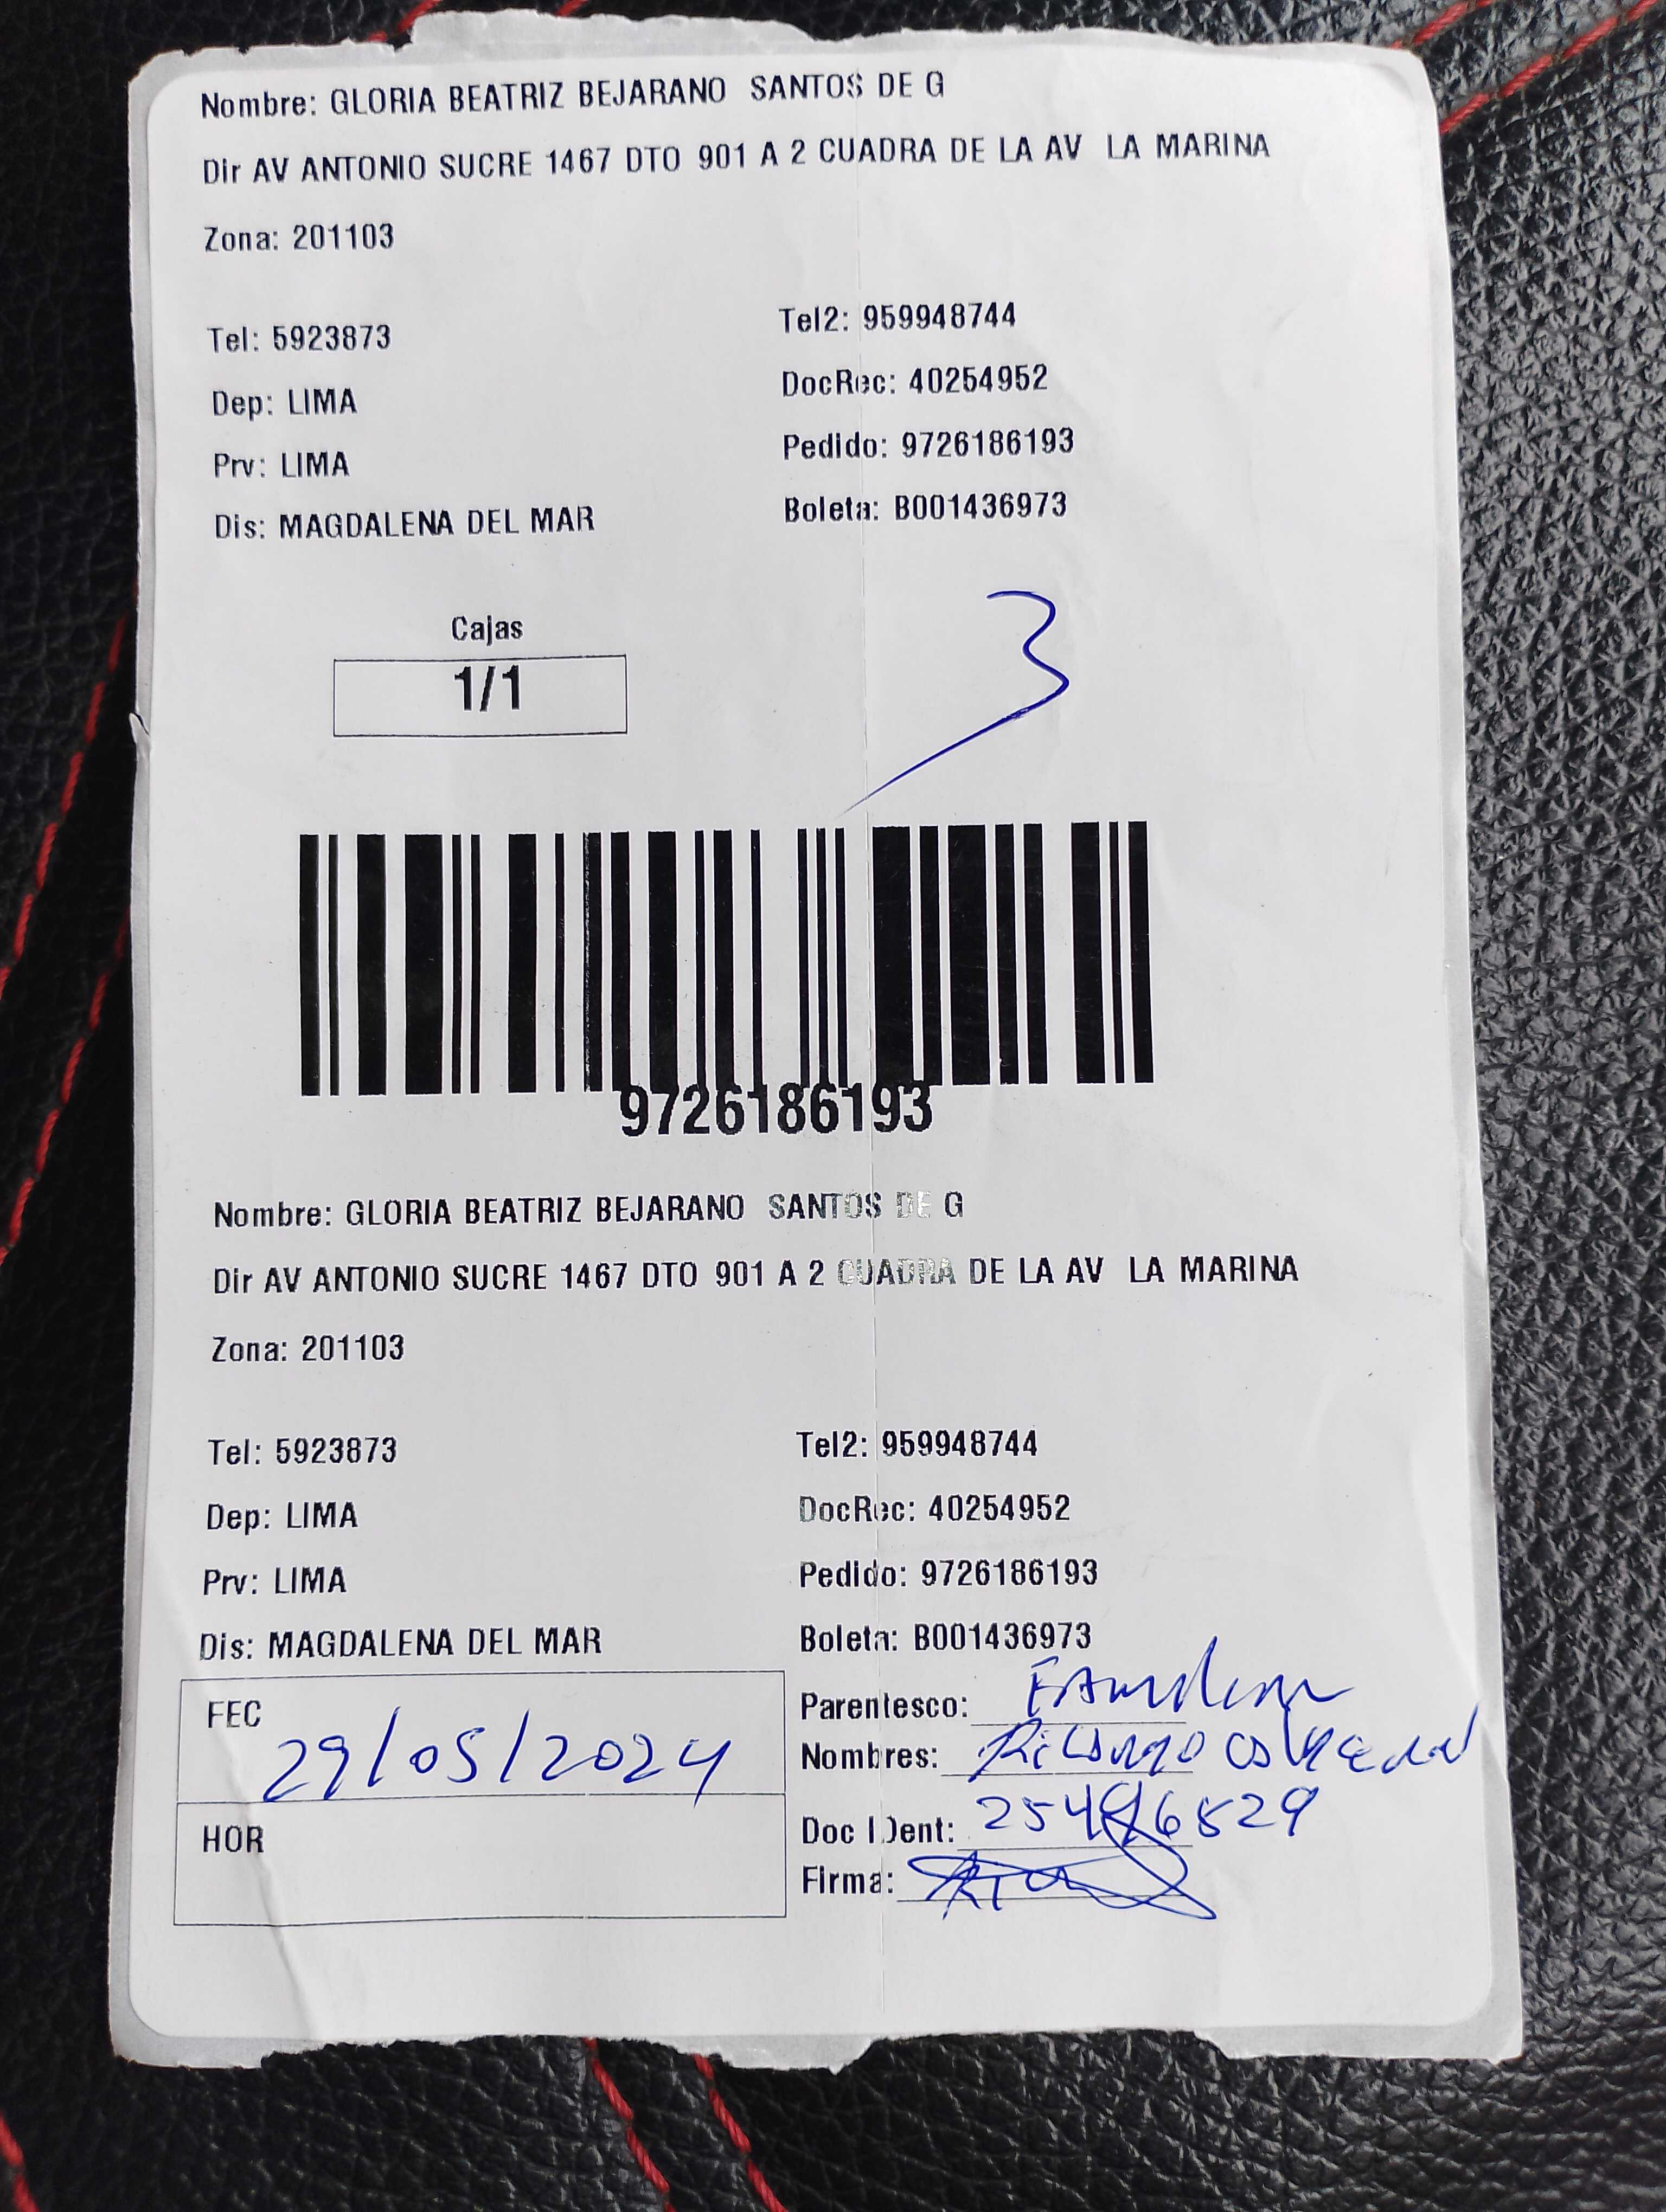 Nombre: GLORIA BEATRIZ BEJARANO SANTOS DE G
Dir AV ANTONIO SUCRE 1467 DTO 901 A 2 CUADRA DE LA AV LA MARINA
Zona: 201103
Tel: 5923873 Tel2: 959948744
Dep: LIMA DocRec: 40254952
Prv: LIMA Pedido: 9726186193
Dis: MAGDALENA DEL MAR Boleta: B001436973
Cajas
1/1
3
9726186193
Nombre: GLORIA BEATRIZ BEJARANO SANTOS DE G
Dir AV ANTONIO SUCRE 1467 DTO 901 A 2 CUADRA DE LA AV LA MARINA
Zona: 201103
Tel: 5923873 Tel2: 959948744
Dep: LIMA DocRec: 40254952
Prv: LIMA Pedido: 9726186193
Dis: MAGDALENA DEL MAR Boleta: B001436973
FEC 29/05/2024
HOR
Parentesco:
Nombres:
Doc Ident:
Firma: